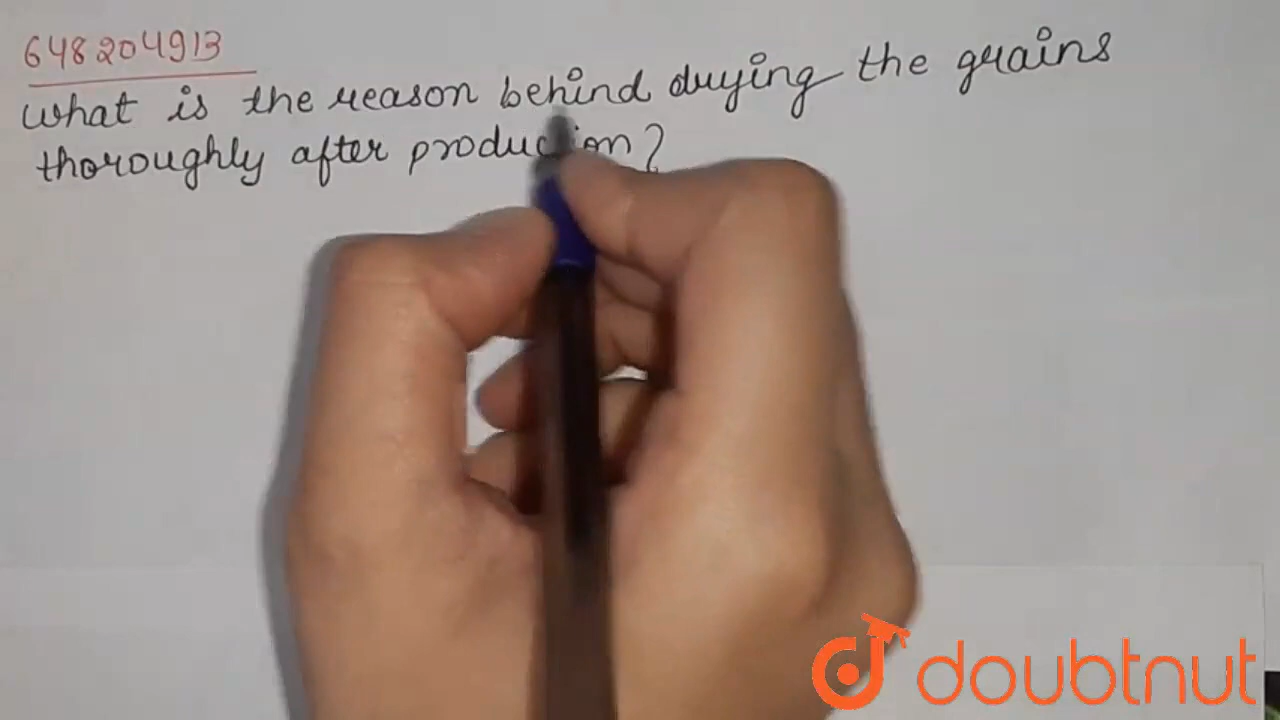 648204913
What is the reason behind drying the grains
thoroughly after production?
doubtnut